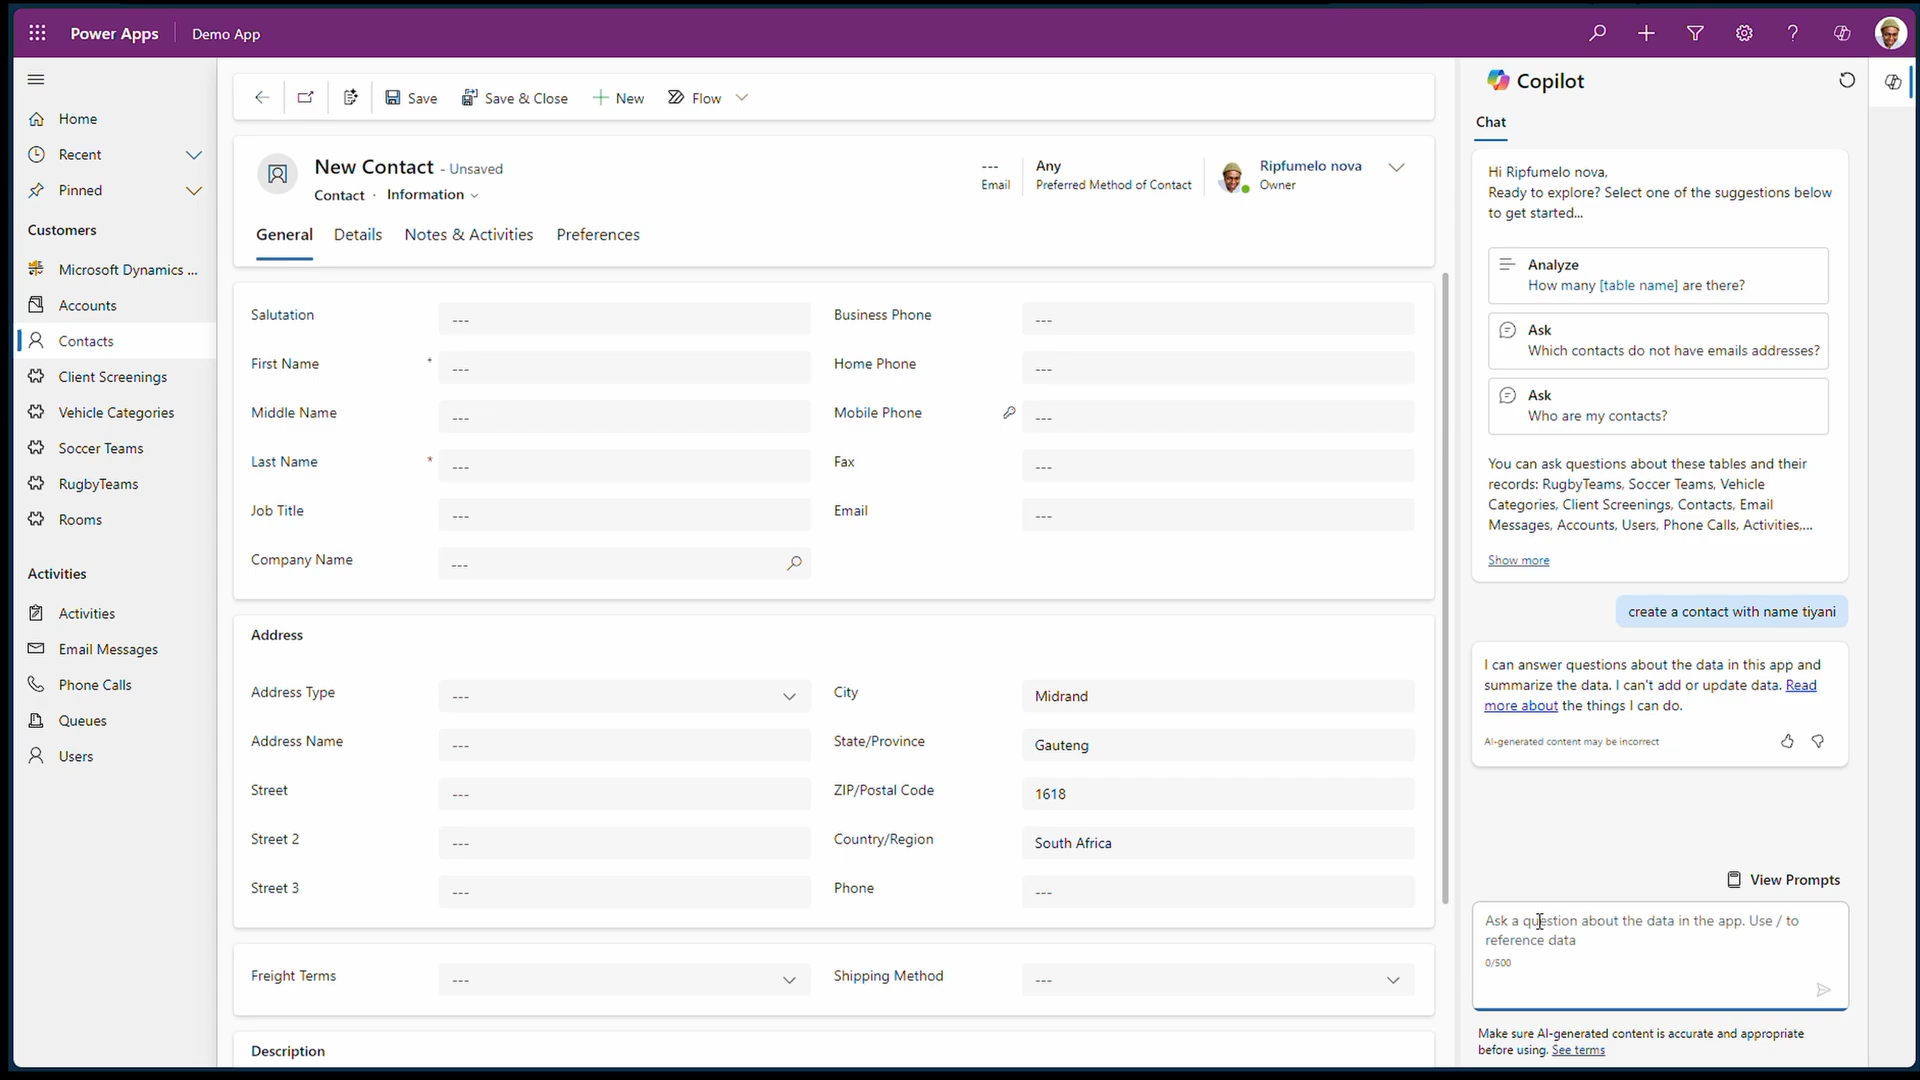 Power Apps
Demo App
Home
Recent
Pinned
Customers
Microsoft Dynamics ...
Accounts
Contacts
Client Screenings
Vehicle Categories
Soccer Teams
RugbyTeams
Rooms
Activities
Activities
Email Messages
Phone Calls
Queues
Users
Save
Save & Close
New
Flow
New Contact - Unsaved
Contact · Information
---
Email
Any
Preferred Method of Contact
Ripfumelo nova
Owner
General Details Notes & Activities Preferences
Salutation ---
First Name * ---
Middle Name ---
Last Name * ---
Job Title ---
Company Name ---
Business Phone ---
Home Phone ---
Mobile Phone ---
Fax ---
Email ---
Address
Address Type ---
Address Name ---
Street ---
Street 2 ---
Street 3 ---
City Midrand
State/Province Gauteng
ZIP/Postal Code 1618
Country/Region South Africa
Phone ---
Freight Terms ---
Shipping Method ---
Description
Copilot
Chat
Hi Ripfumelo nova,
Ready to explore? Select one of the suggestions below
to get started...
Analyze
How many [table name] are there?
Ask
Which contacts do not have emails addresses?
Ask
Who are my contacts?
You can ask questions about these tables and their
records: RugbyTeams, Soccer Teams, Vehicle
Categories, Client Screenings, Contacts, Email
Messages, Accounts, Users, Phone Calls, Activities,...
Show more
create a contact with name tiyani
I can answer questions about the data in this app and
summarize the data. I can't add or update data. Read
more about the things I can do.
AI-generated content may be incorrect
View Prompts
Ask a question about the data in the app. Use / to
reference data
0/500
Make sure AI-generated content is accurate and appropriate
before using. See terms